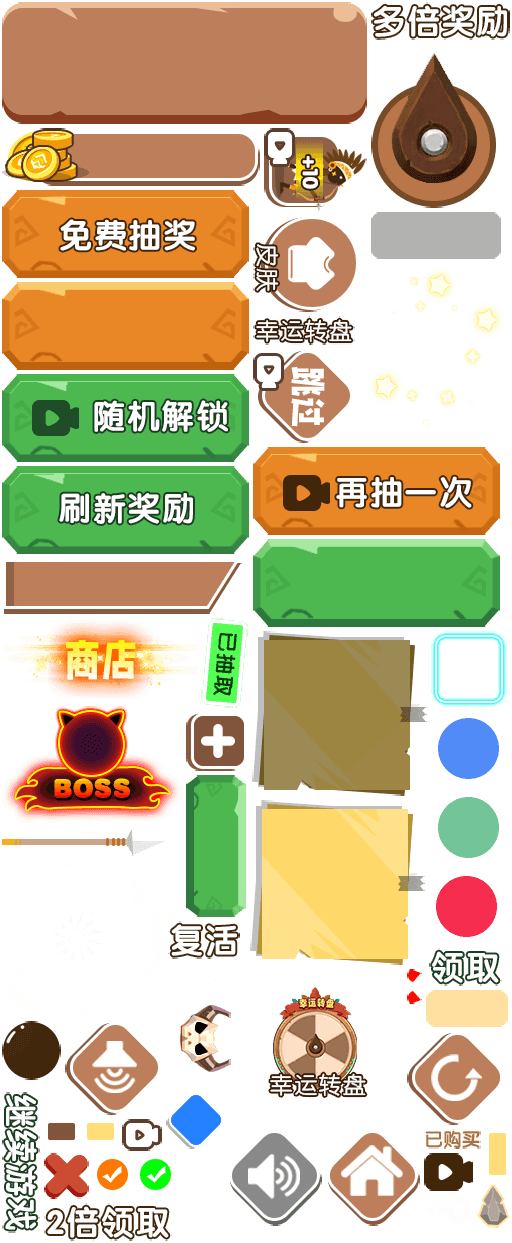 多倍奖励
+10
免费抽奖
皮肤
幸运转盘
跳过
随机解锁
再抽一次
刷新奖励
商店
已抽取
BOSS
复活
领取
幸运转盘
幸运转盘
继续游戏
已购买
2倍领取